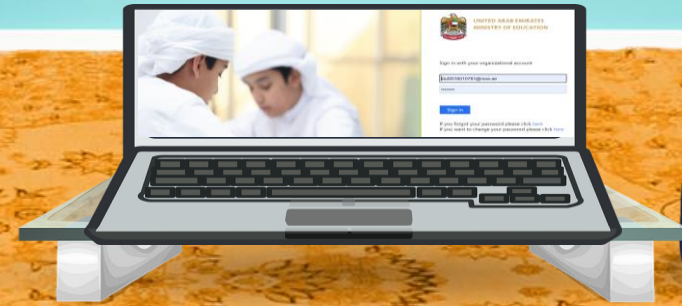 UNITED ARAB EMIRATES
MINISTRY OF EDUCATION
Sign in with your organizational account
Sign in
If you forgot your password please click here
If you want to change your password please click here